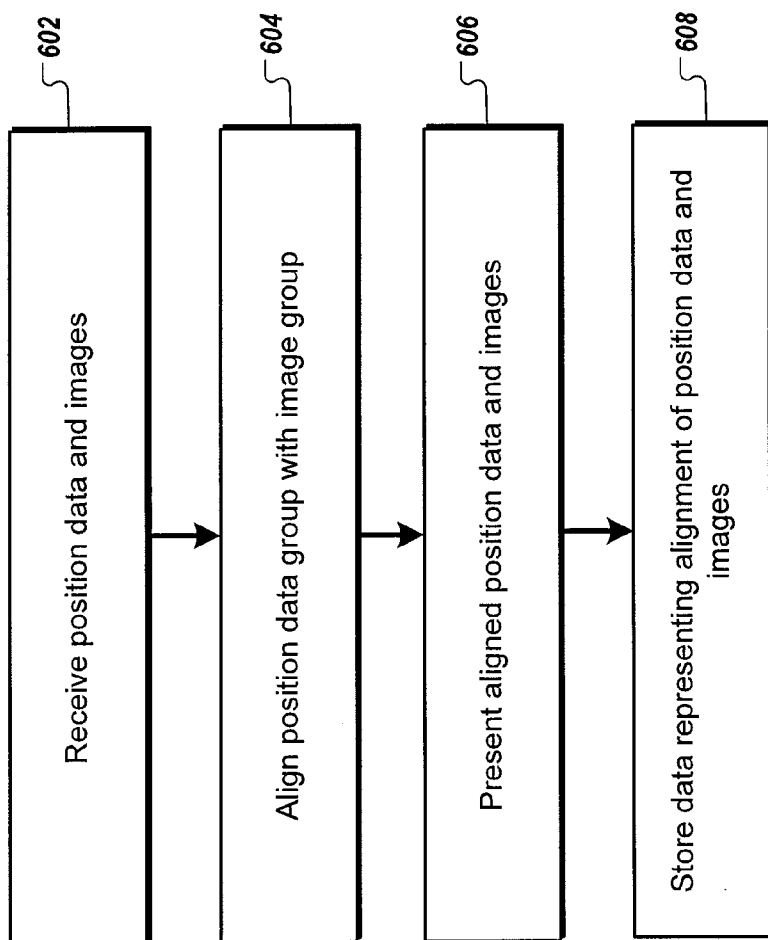 602
Receive position data and images
604
Align position data group with image group
606
Present aligned position data and images
608
Store data representing alignment of position data and
images